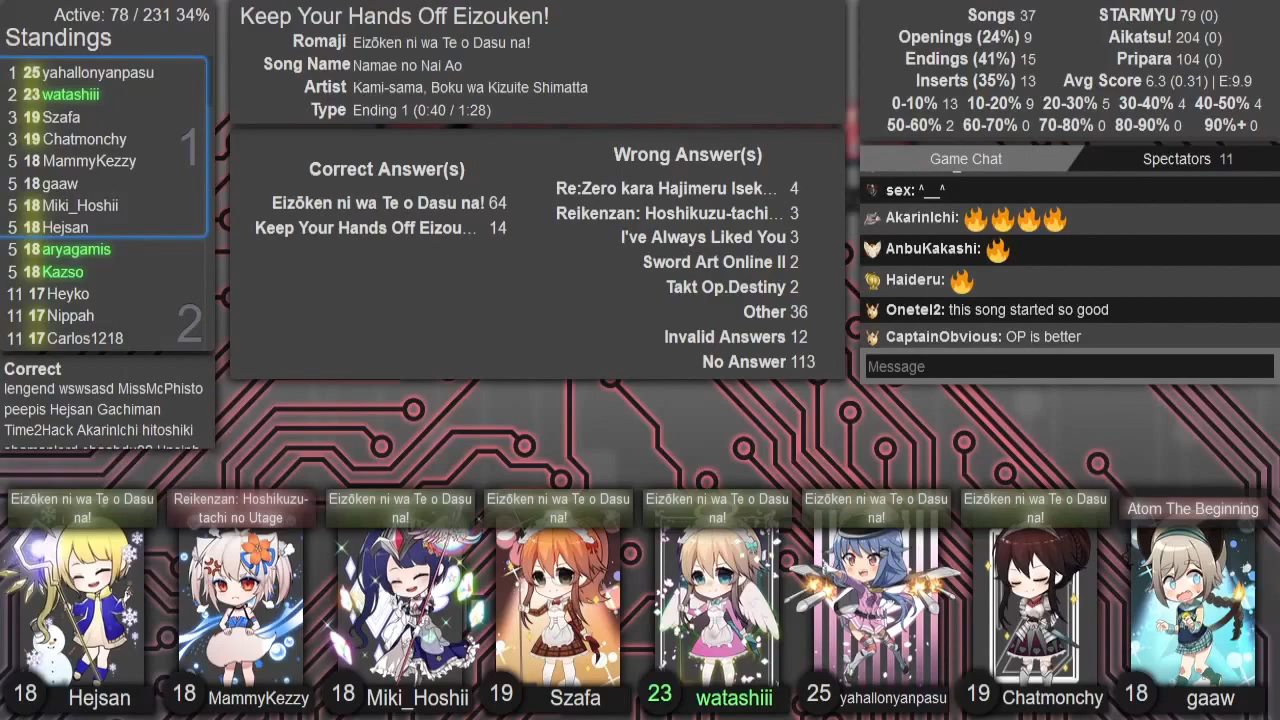 Active: 78 / 231 34%
Standings
1 25 yahallonyanpasu
2 23 watashiii
3 19 Szafa
3 19 Chatmonchy
5 18 MammyKezzy
5 18 gaaw
5 18 Miki_Hoshii
5 18 Hejsan
1
5 18 aryagamis
5 18 Kazso
11 17 Heyko
11 17 Nippah
11 17 Carlos1218
2
Correct
lengend wswsasd MissMcPhisto
peepis Hejsan Gachiman
Time2Hack AkarinIchi hitoshiki
Keep Your Hands Off Eizouken!
Romaji Eizōken ni wa Te o Dasu na!
Song Name Namae no Nai Ao
Artist Kami-sama, Boku wa Kizuite Shimatta
Type Ending 1 (0:40 / 1:28)
Correct Answer(s)
Eizōken ni wa Te o Dasu na! 64
Keep Your Hands Off Eizou... 14
Wrong Answer(s)
Re:Zero kara Hajimeru Isek... 4
Reikenzan: Hoshikuzu-tachi... 3
I've Always Liked You 3
Sword Art Online II 2
Takt Op.Destiny 2
Other 36
Invalid Answers 12
No Answer 113
Songs 37 STARMYU 79 (0)
Openings (24%) 9 Aikatsu! 204 (0)
Endings (41%) 15 Pripara 104 (0)
Inserts (35%) 13 Avg Score 6.3 (0.31) | E:9.9
0-10% 13 10-20% 9 20-30% 5 30-40% 4 40-50% 4
50-60% 2 60-70% 0 70-80% 0 80-90% 0 90%+ 0
Game Chat Spectators 11
sex: ^__^
AkarinIchi: 🔥🔥🔥🔥
AnbuKakashi: 🔥
Haideru: 🔥
Onetel2: this song started so good
CaptainObvious: OP is better
Message
Eizōken ni wa Te o Dasu
na!
Reikenzan: Hoshikuzu-
tachi no Utage
Eizōken ni wa Te o Dasu
na!
Eizōken ni wa Te o Dasu
na!
Eizōken ni wa Te o Dasu
na!
Eizōken ni wa Te o Dasu
na!
Eizōken ni wa Te o Dasu
na!
Atom The Beginning
18 Hejsan
18 MammyKezzy
18 Miki_Hoshii
19 Szafa
23 watashiii
25 yahallonyanpasu
19 Chatmonchy
18 gaaw